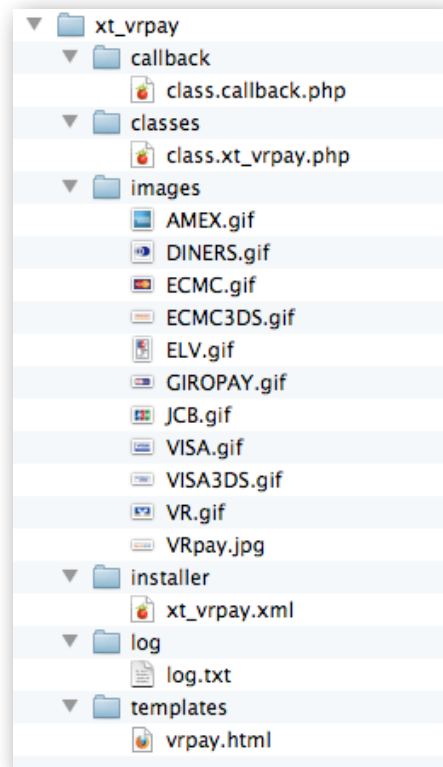 xt_vrpay
callback
class.callback.php
classes
class.xt_vrpay.php
images
AMEX.gif
DINERS.gif
ECMC.gif
ECMC3DS.gif
ELV.gif
GIROPAY.gif
JCB.gif
VISA.gif
VISA3DS.gif
VR.gif
VRpay.jpg
installer
xt_vrpay.xml
log
log.txt
templates
vrpay.html